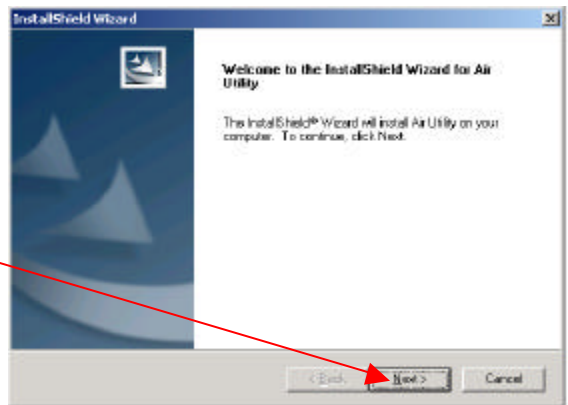 InstallShield Wizard
Welcome to the InstallShield Wizard for Air
Utility
The InstallShield® Wizard will install Air Utility on your
computer. To continue, click Next.
< Back
Next >
Cancel